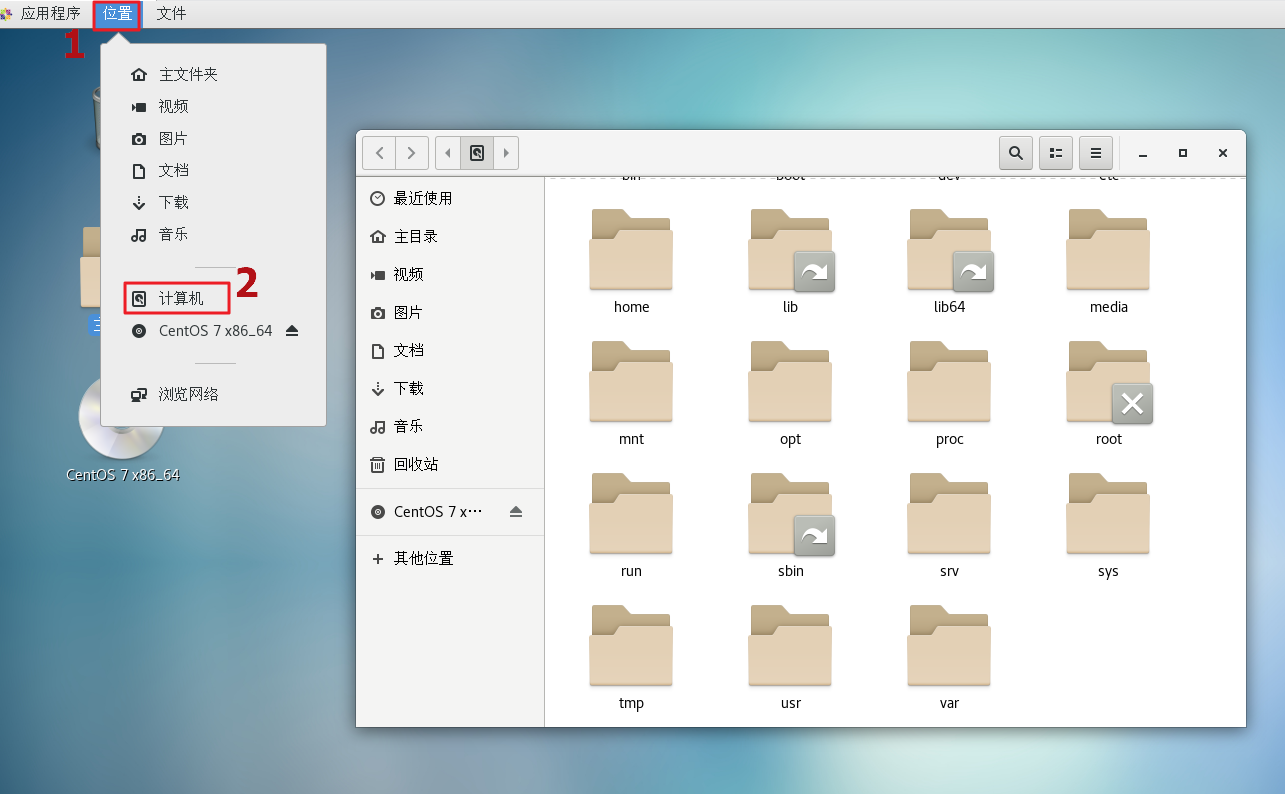 应用程序 位置 文件
1
主文件夹
视频
图片
文档
下载
音乐
计算机
2
CentOS 7 x86_64
浏览网络
CentOS 7 x86_64
最近使用
主目录
视频
图片
文档
下载
音乐
回收站
CentOS 7 x···
其他位置
bin boot dev etc
home lib lib64 media
mnt opt proc root
run sbin srv sys
tmp usr var